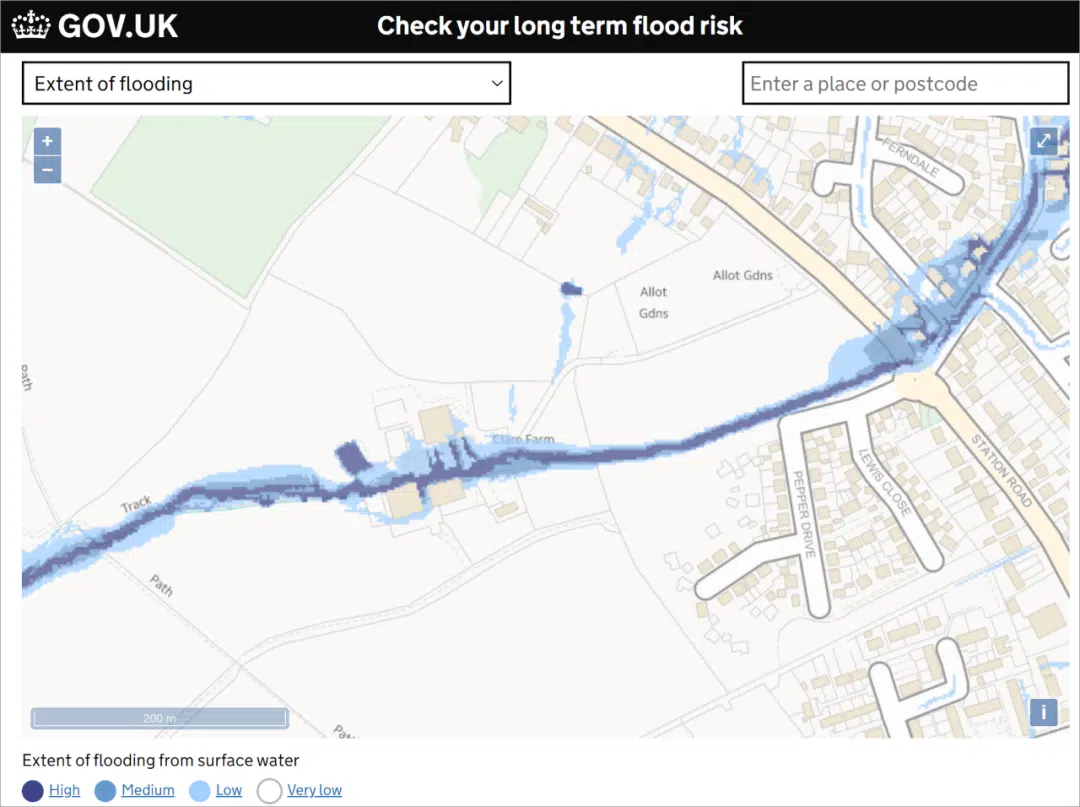 GOV.UK
Check your long term flood risk
Extent of flooding
Enter a place or postcode
+
−
FERNDALE
Allot Gdns
Allot
Gdns
Path
Clare Farm
STATION ROAD
LEWIS CLOSE
PEPPER DRIVE
Track
Path
200 m
i
Extent of flooding from surface water
High
Medium
Low
Very low